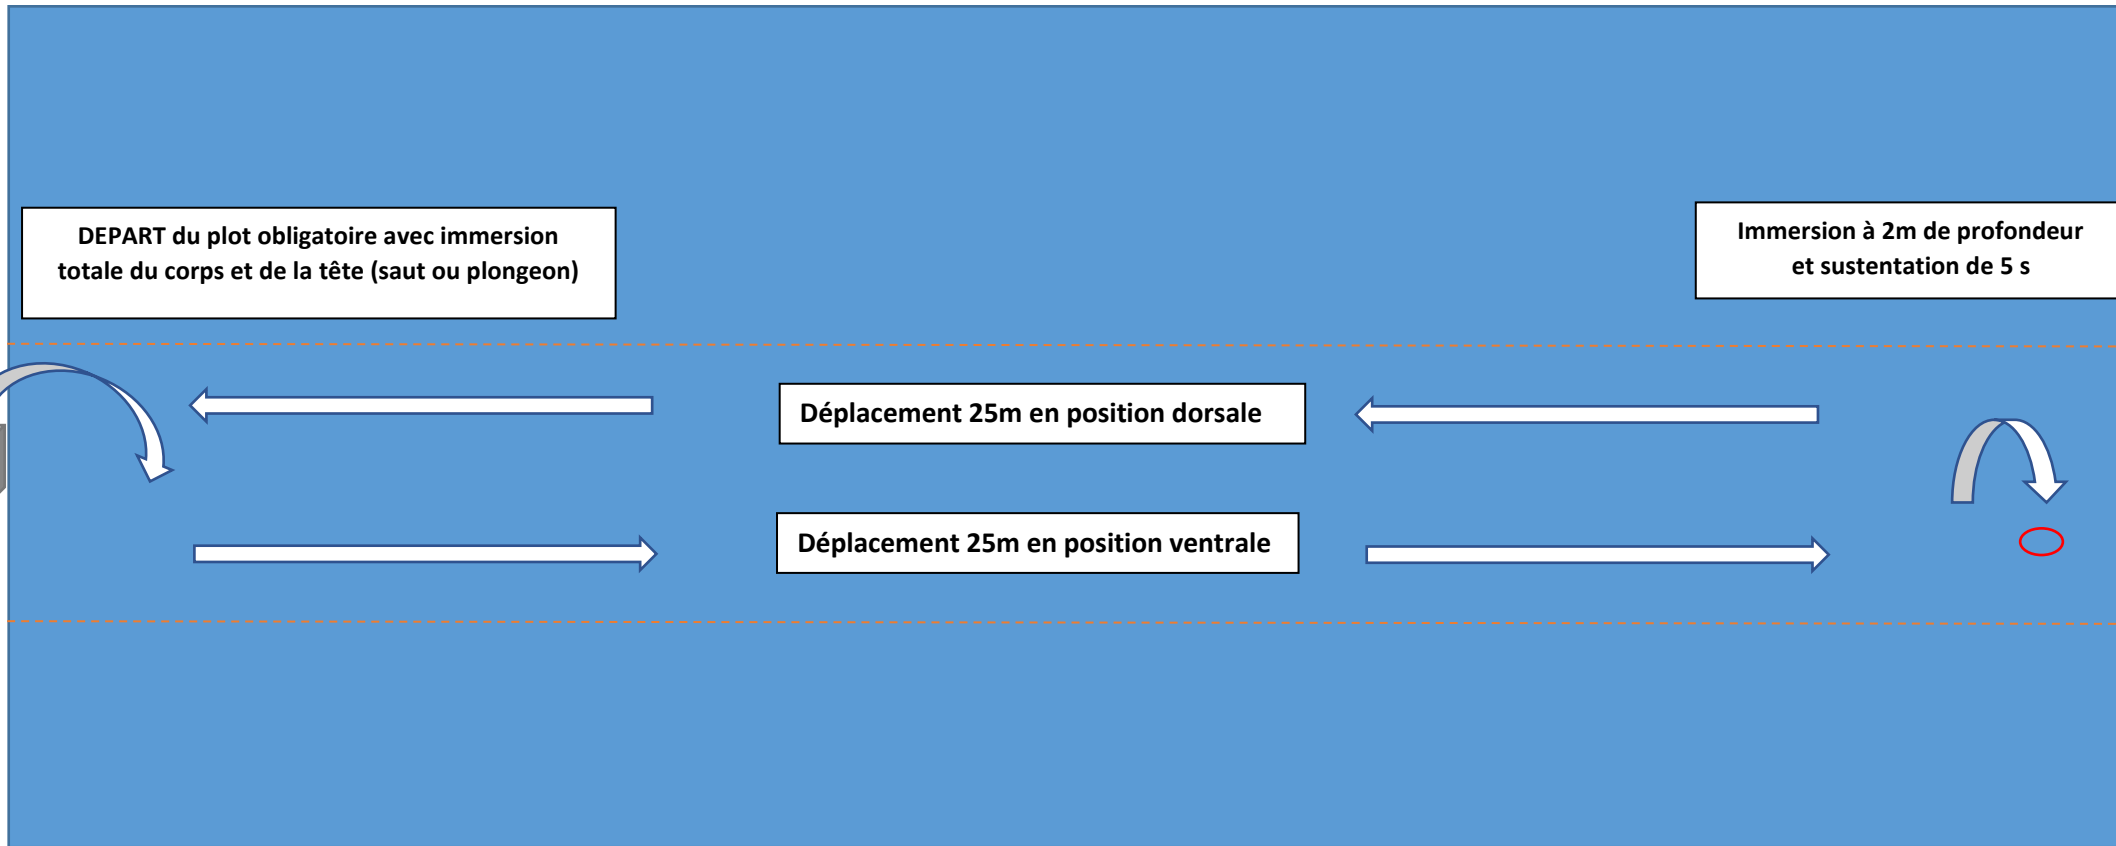 DEPART du plot obligatoire avec immersion
totale du corps et de la tête (saut ou plongeon)
Immersion à 2m de profondeur
et sustentation de 5 s
Déplacement 25m en position dorsale
Déplacement 25m en position ventrale